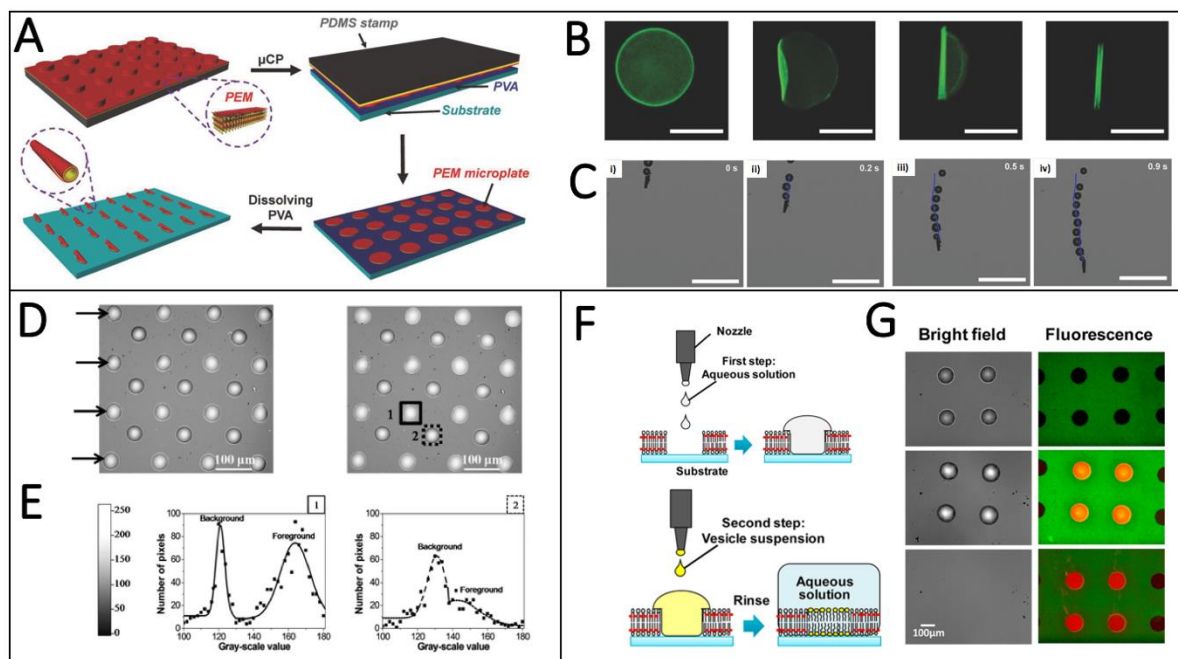 A
PDMS stamp
µCP
PEM
PVA
Substrate
PEM microplate
Dissolving
PVA
B
C
i)
0 s
ii)
0.2 s
iii)
0.5 s
iv)
0.9 s
D
1
2
100 µm
100 µm
E
250
200
150
100
50
0
Number of pixels
100
80
60
40
20
0
Background
Foreground
1
100 120 140 160 180
Gray-scale value
Number of pixels
100
80
60
40
20
0
Background
Foreground
2
100 120 140 160 180
Gray-scale value
F
Nozzle
First step:
Aqueous solution
Substrate
Second step:
Vesicle suspension
Rinse
Aqueous
solution
G
Bright field
Fluorescence
100µm